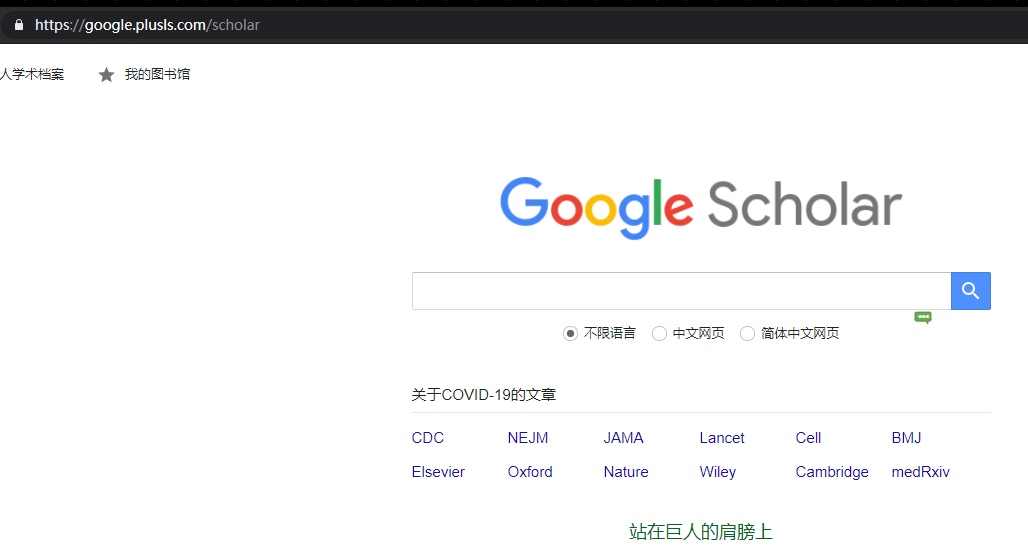 https://google.plusls.com/scholar
人学术档案 我的图书馆
Google Scholar
不限语言 中文网页 简体中文网页
关于COVID-19的文章
CDC NEJM JAMA Lancet Cell BMJ
Elsevier Oxford Nature Wiley Cambridge medRxiv
站在巨人的肩膀上